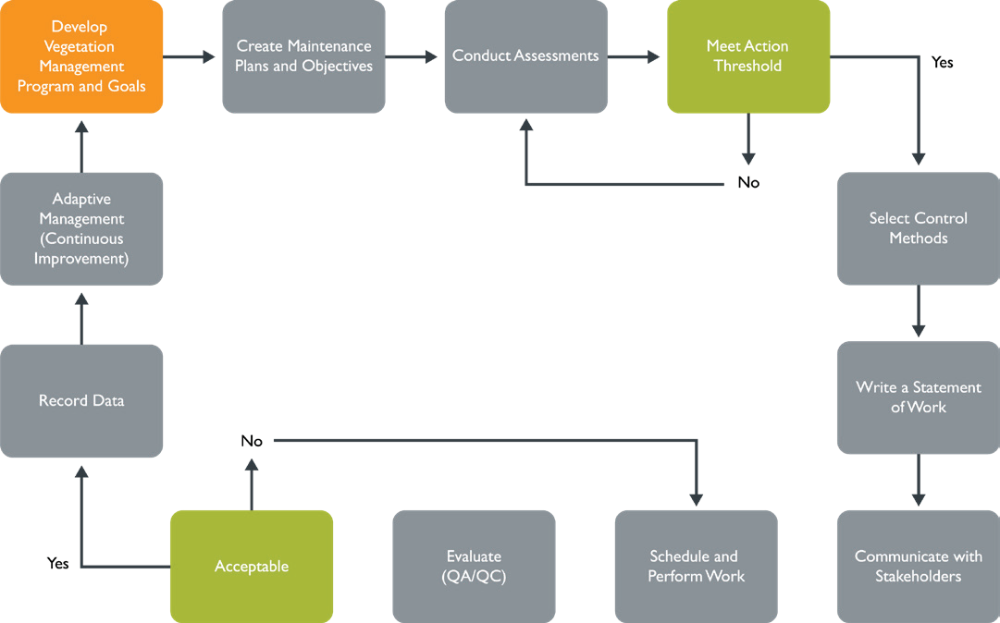 Develop
Vegetation
Management
Program and Goals
Create Maintenance
Plans and Objectives
Conduct Assessments
Meet Action
Threshold
Yes
No
Adaptive
Management
(Continuous
Improvement)
Select Control
Methods
Record Data
Write a Statement
of Work
No
Yes
Acceptable
Evaluate
(QA/QC)
Schedule and
Perform Work
Communicate with
Stakeholders